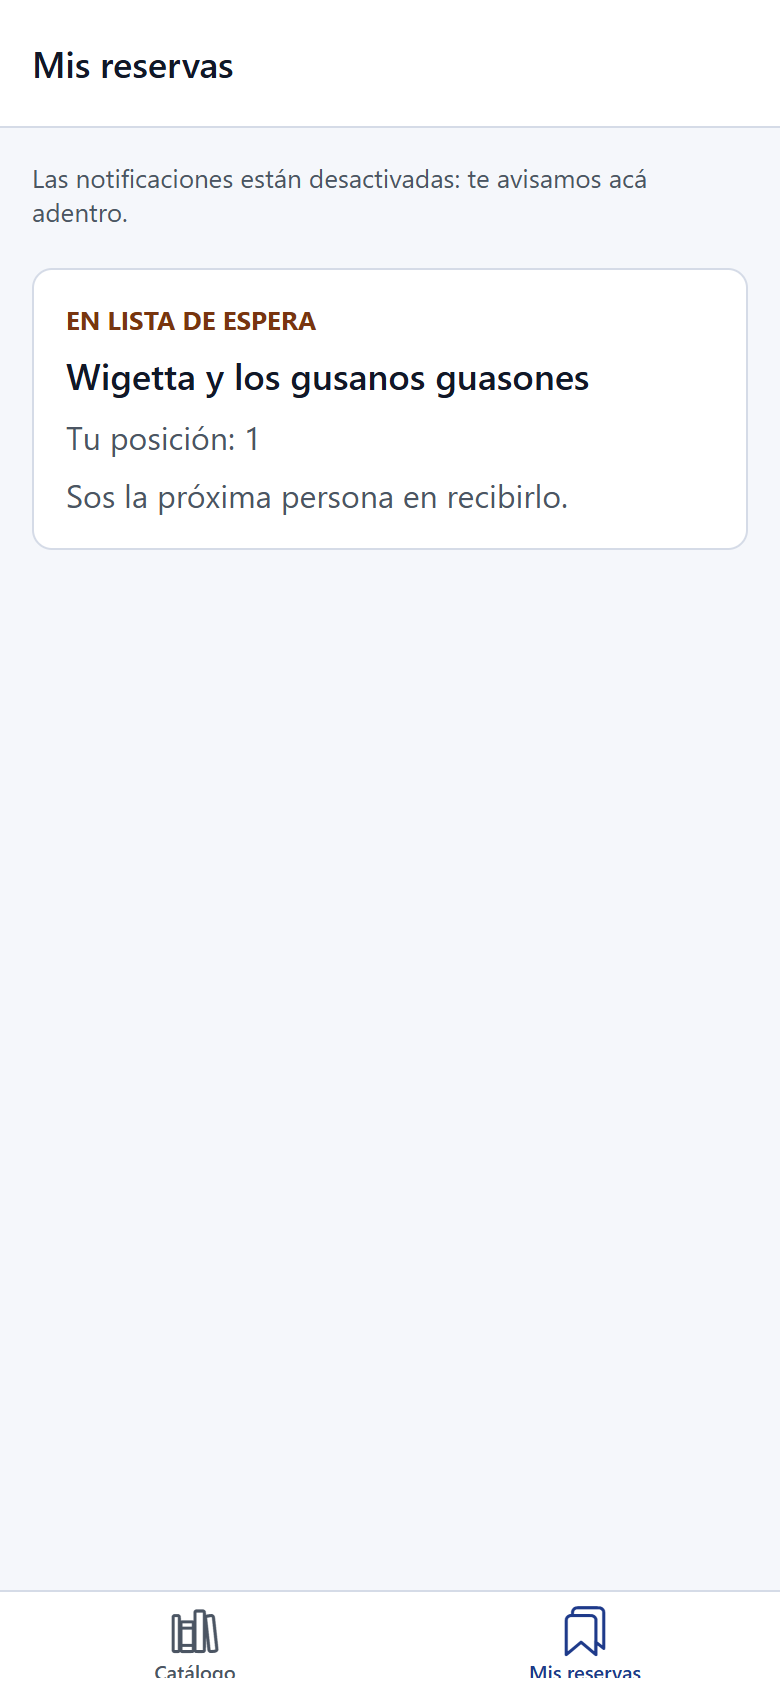 Mis reservas
Las notificaciones están desactivadas: te avisamos acá
adentro.
EN LISTA DE ESPERA
Wigetta y los gusanos guasones
Tu posición: 1
Sos la próxima persona en recibirlo.
Catálogo
Mis reservas